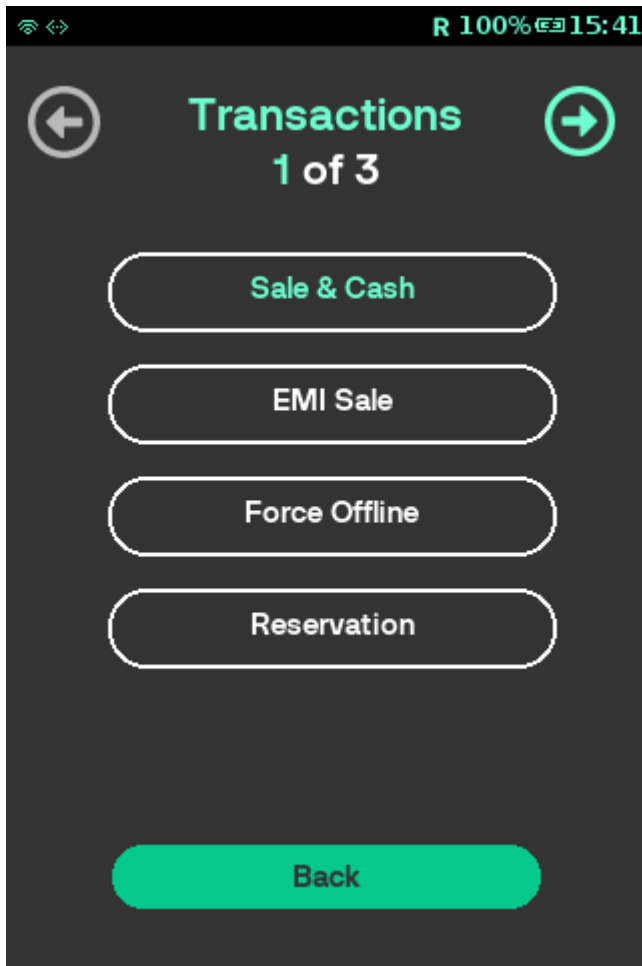 R 100% 15:41
Transactions
1 of 3
Sale & Cash
EMI Sale
Force Offline
Reservation
Back